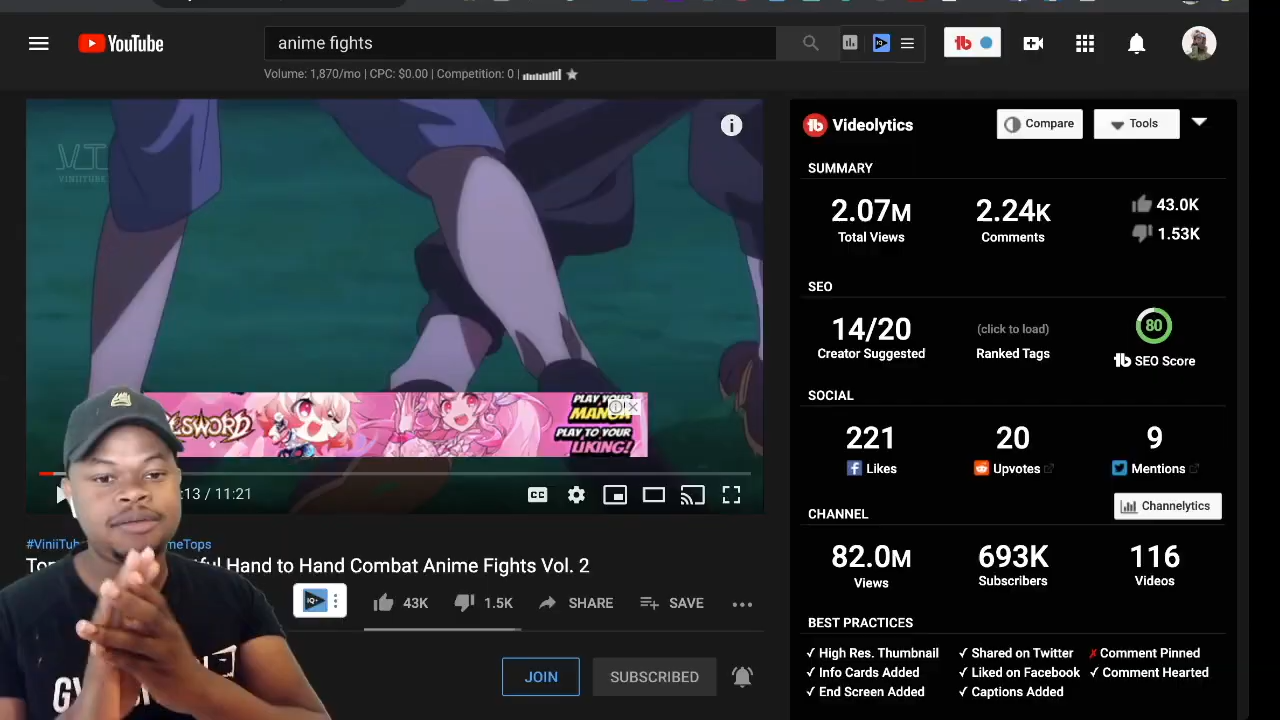 YouTube
anime fights
Volume: 1,870/mo | CPC: $0.00 | Competition: 0 |
VINIITUBE
Videolytics
Compare
Tools
SUMMARY
2.07M
2.24K
43.0K
Total Views
Comments
1.53K
SEO
14/20
(click to load)
80
Creator Suggested
Ranked Tags
SEO Score
SOCIAL
221
20
9
Likes
Upvotes
Mentions
Channelytics
CHANNEL
82.0M
693K
116
Views
Subscribers
Videos
BEST PRACTICES
✓ High Res. Thumbnail
✓ Shared on Twitter
✗ Comment Pinned
✓ Info Cards Added
✓ Liked on Facebook
✓ Comment Hearted
✓ End Screen Added
✓ Captions Added
PLAY YOUR
MANGA
PLAY TO YOUR
LIKING!
:13 / 11:21
CC
Hand to Hand Combat Anime Fights Vol. 2
IQ+
43K
1.5K
SHARE
SAVE
JOIN
SUBSCRIBED